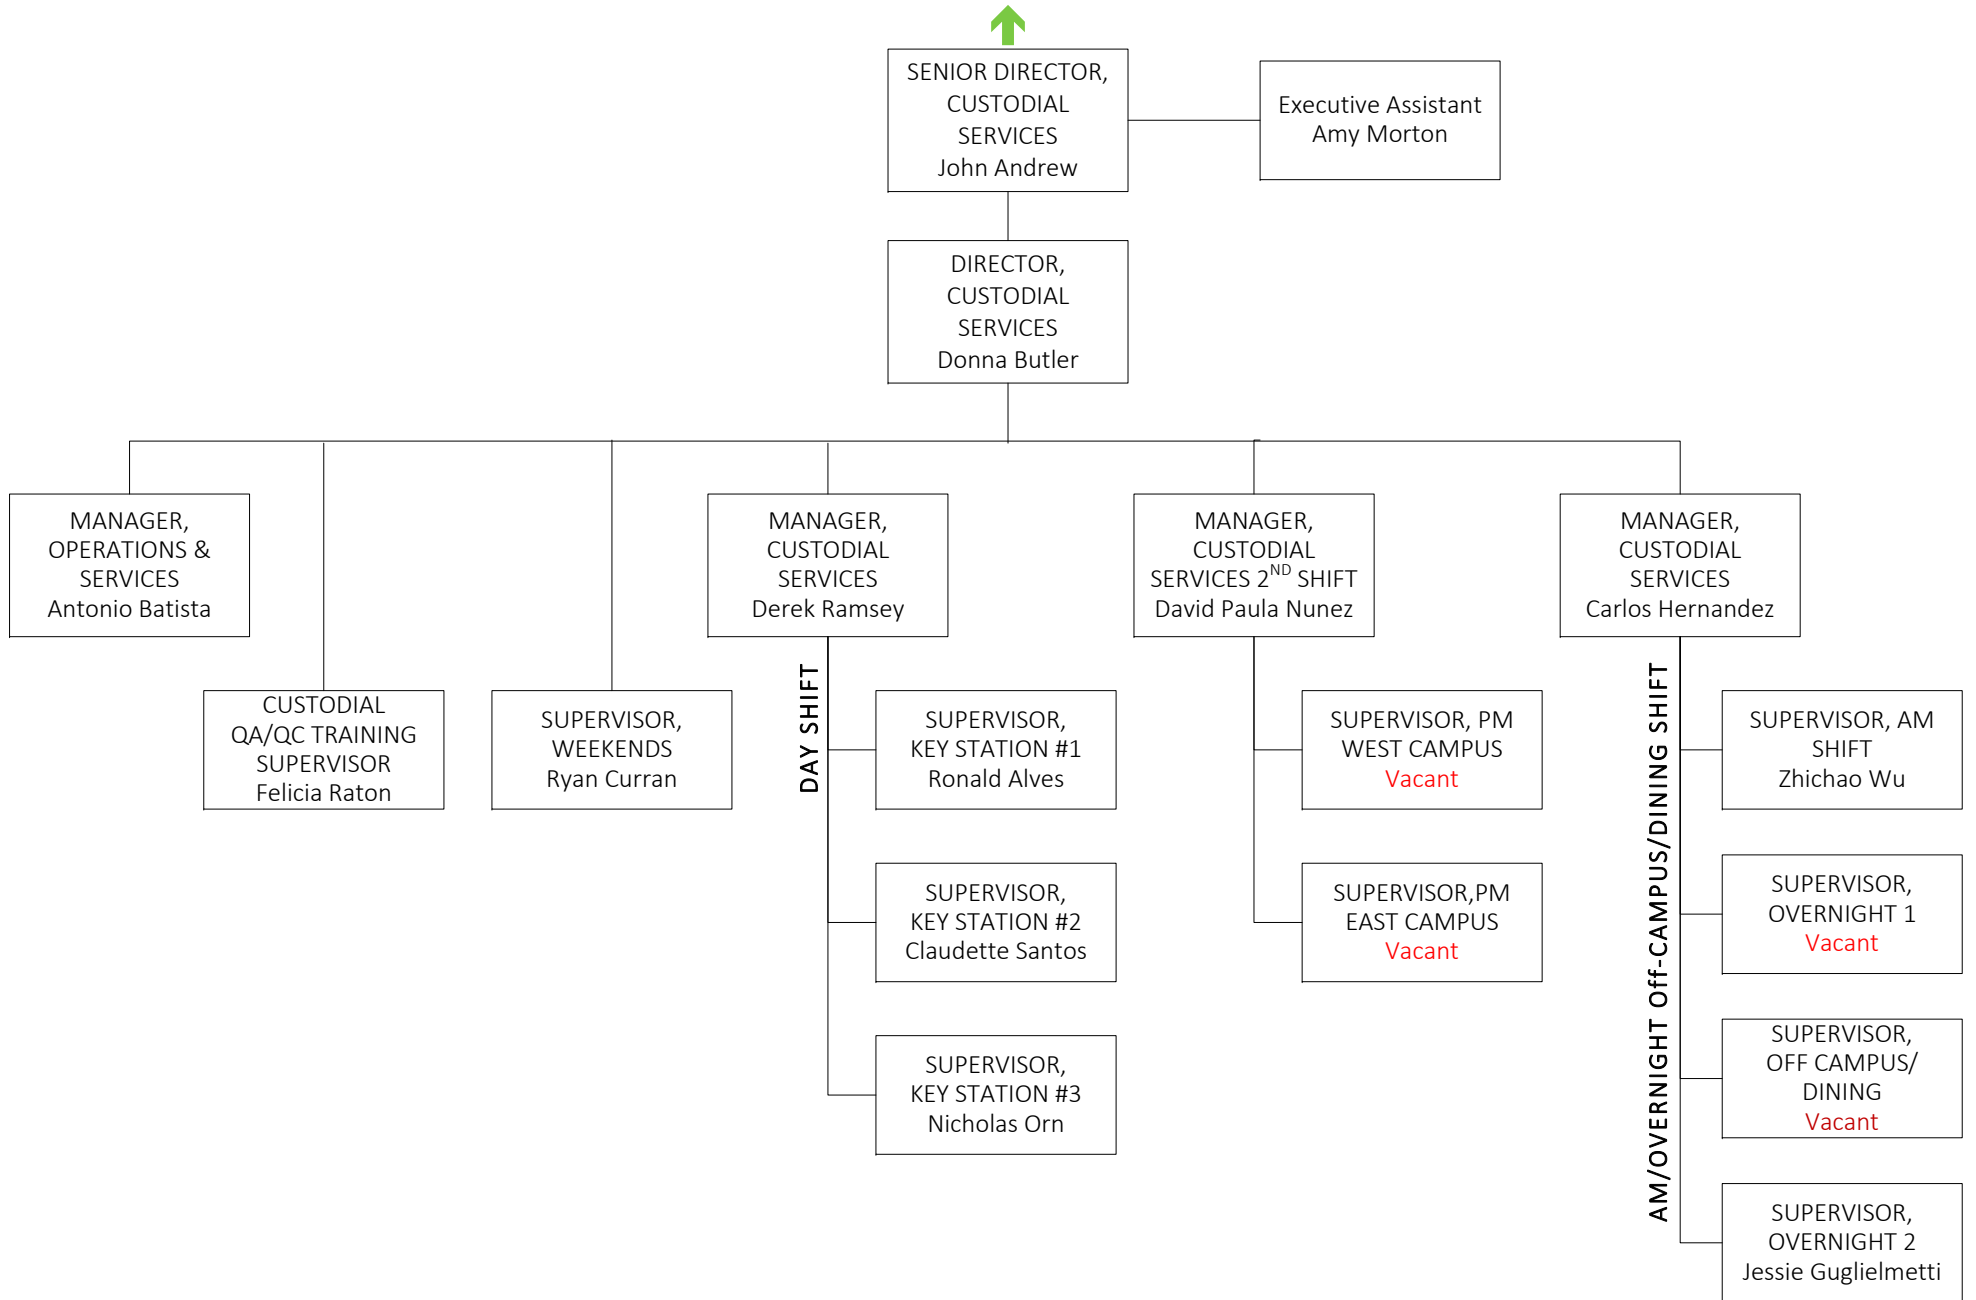 SENIOR DIRECTOR,
CUSTODIAL
SERVICES
John Andrew
Executive Assistant
Amy Morton
DIRECTOR,
CUSTODIAL
SERVICES
Donna Butler
MANAGER,
OPERATIONS &
SERVICES
Antonio Batista
CUSTODIAL
QA/QC TRAINING
SUPERVISOR
Felicia Raton
SUPERVISOR,
WEEKENDS
Ryan Curran
MANAGER,
CUSTODIAL
SERVICES
Derek Ramsey
DAY SHIFT
SUPERVISOR,
KEY STATION #1
Ronald Alves
SUPERVISOR,
KEY STATION #2
Claudette Santos
SUPERVISOR,
KEY STATION #3
Nicholas Orn
MANAGER,
CUSTODIAL
SERVICES 2ND SHIFT
David Paula Nunez
SUPERVISOR, PM
WEST CAMPUS
Vacant
SUPERVISOR,PM
EAST CAMPUS
Vacant
MANAGER,
CUSTODIAL
SERVICES
Carlos Hernandez
AM/OVERNIGHT Off-CAMPUS/DINING SHIFT
SUPERVISOR, AM
SHIFT
Zhichao Wu
SUPERVISOR,
OVERNIGHT 1
Vacant
SUPERVISOR,
OFF CAMPUS/
DINING
Vacant
SUPERVISOR,
OVERNIGHT 2
Jessie Guglielmetti